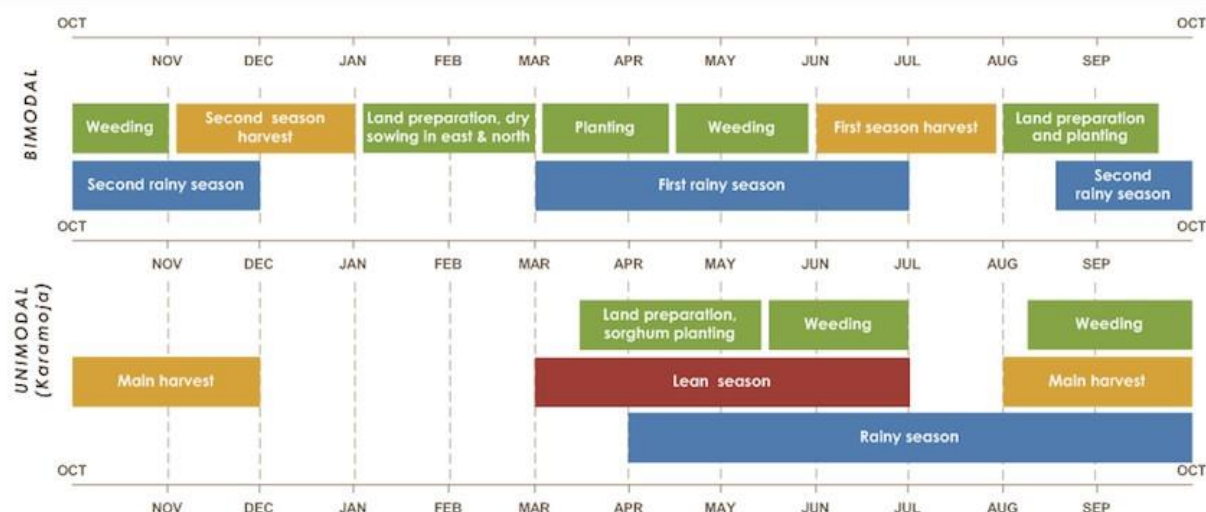 OCT OCT
NOV DEC JAN FEB MAR APR MAY JUN JUL AUG SEP
BIMODAL
Weeding
Second season
harvest
Land preparation, dry
sowing in east & north
Planting
Weeding
First season harvest
Land preparation
and planting
Second rainy season
First rainy season
Second
rainy season
OCT OCT
NOV DEC JAN FEB MAR APR MAY JUN JUL AUG SEP
UNIMODAL
(Karamoja)
Land preparation,
sorghum planting
Weeding
Weeding
Main harvest
Lean season
Main harvest
Rainy season
OCT OCT
NOV DEC JAN FEB MAR APR MAY JUN JUL AUG SEP